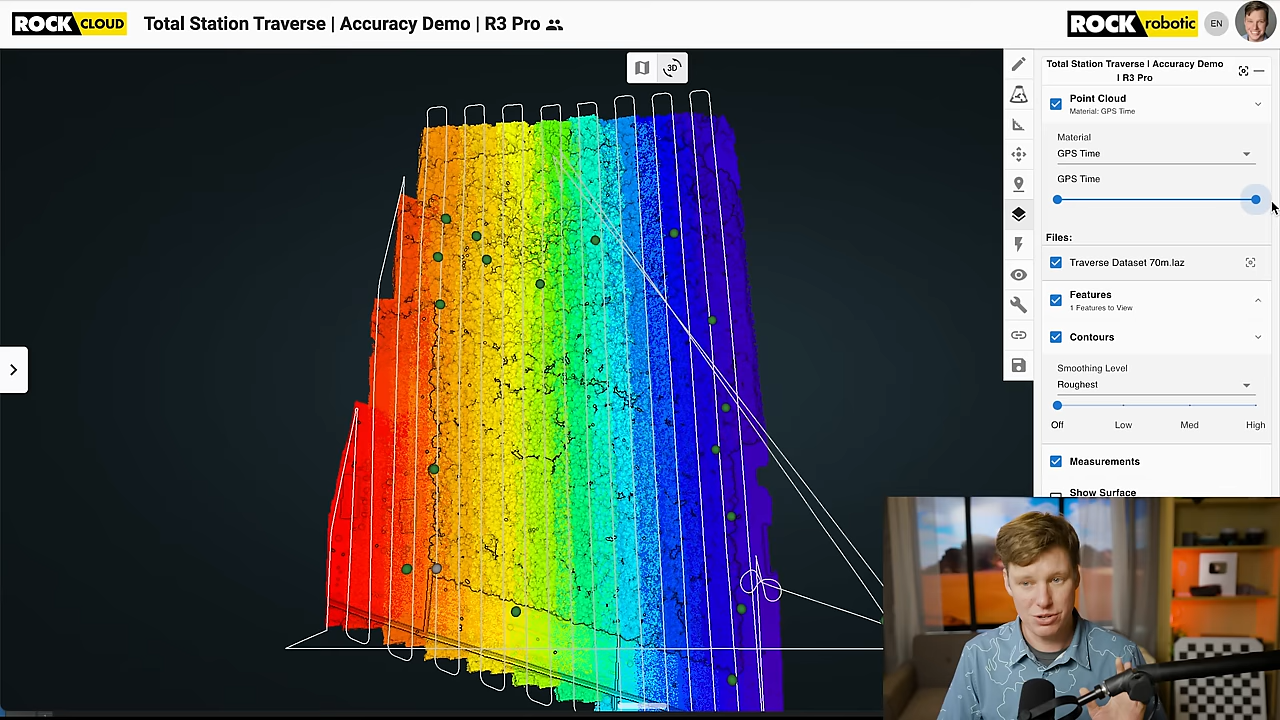 ROCK CLOUD
Total Station Traverse | Accuracy Demo | R3 Pro
ROCK robotic
EN
3D
Total Station Traverse | Accuracy Demo
| R3 Pro
Point Cloud
Material: GPS Time
Material
GPS Time
GPS Time
Files:
Traverse Dataset 70m.laz
Features
1 Features to View
Contours
Smoothing Level
Roughest
Off Low Med High
Measurements
Show Surface